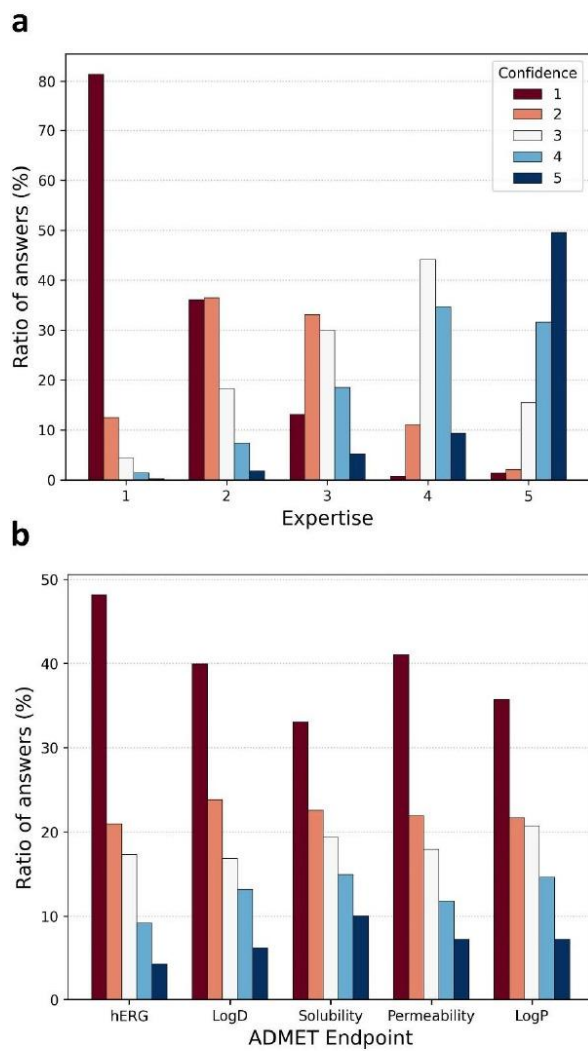 a
Ratio of answers (%)
80
70
60
50
40
30
20
10
0
Confidence
1
2
3
4
5
1 2 3 4 5
Expertise
b
Ratio of answers (%)
50
40
30
20
10
0
hERG LogD Solubility Permeability LogP
ADMET Endpoint